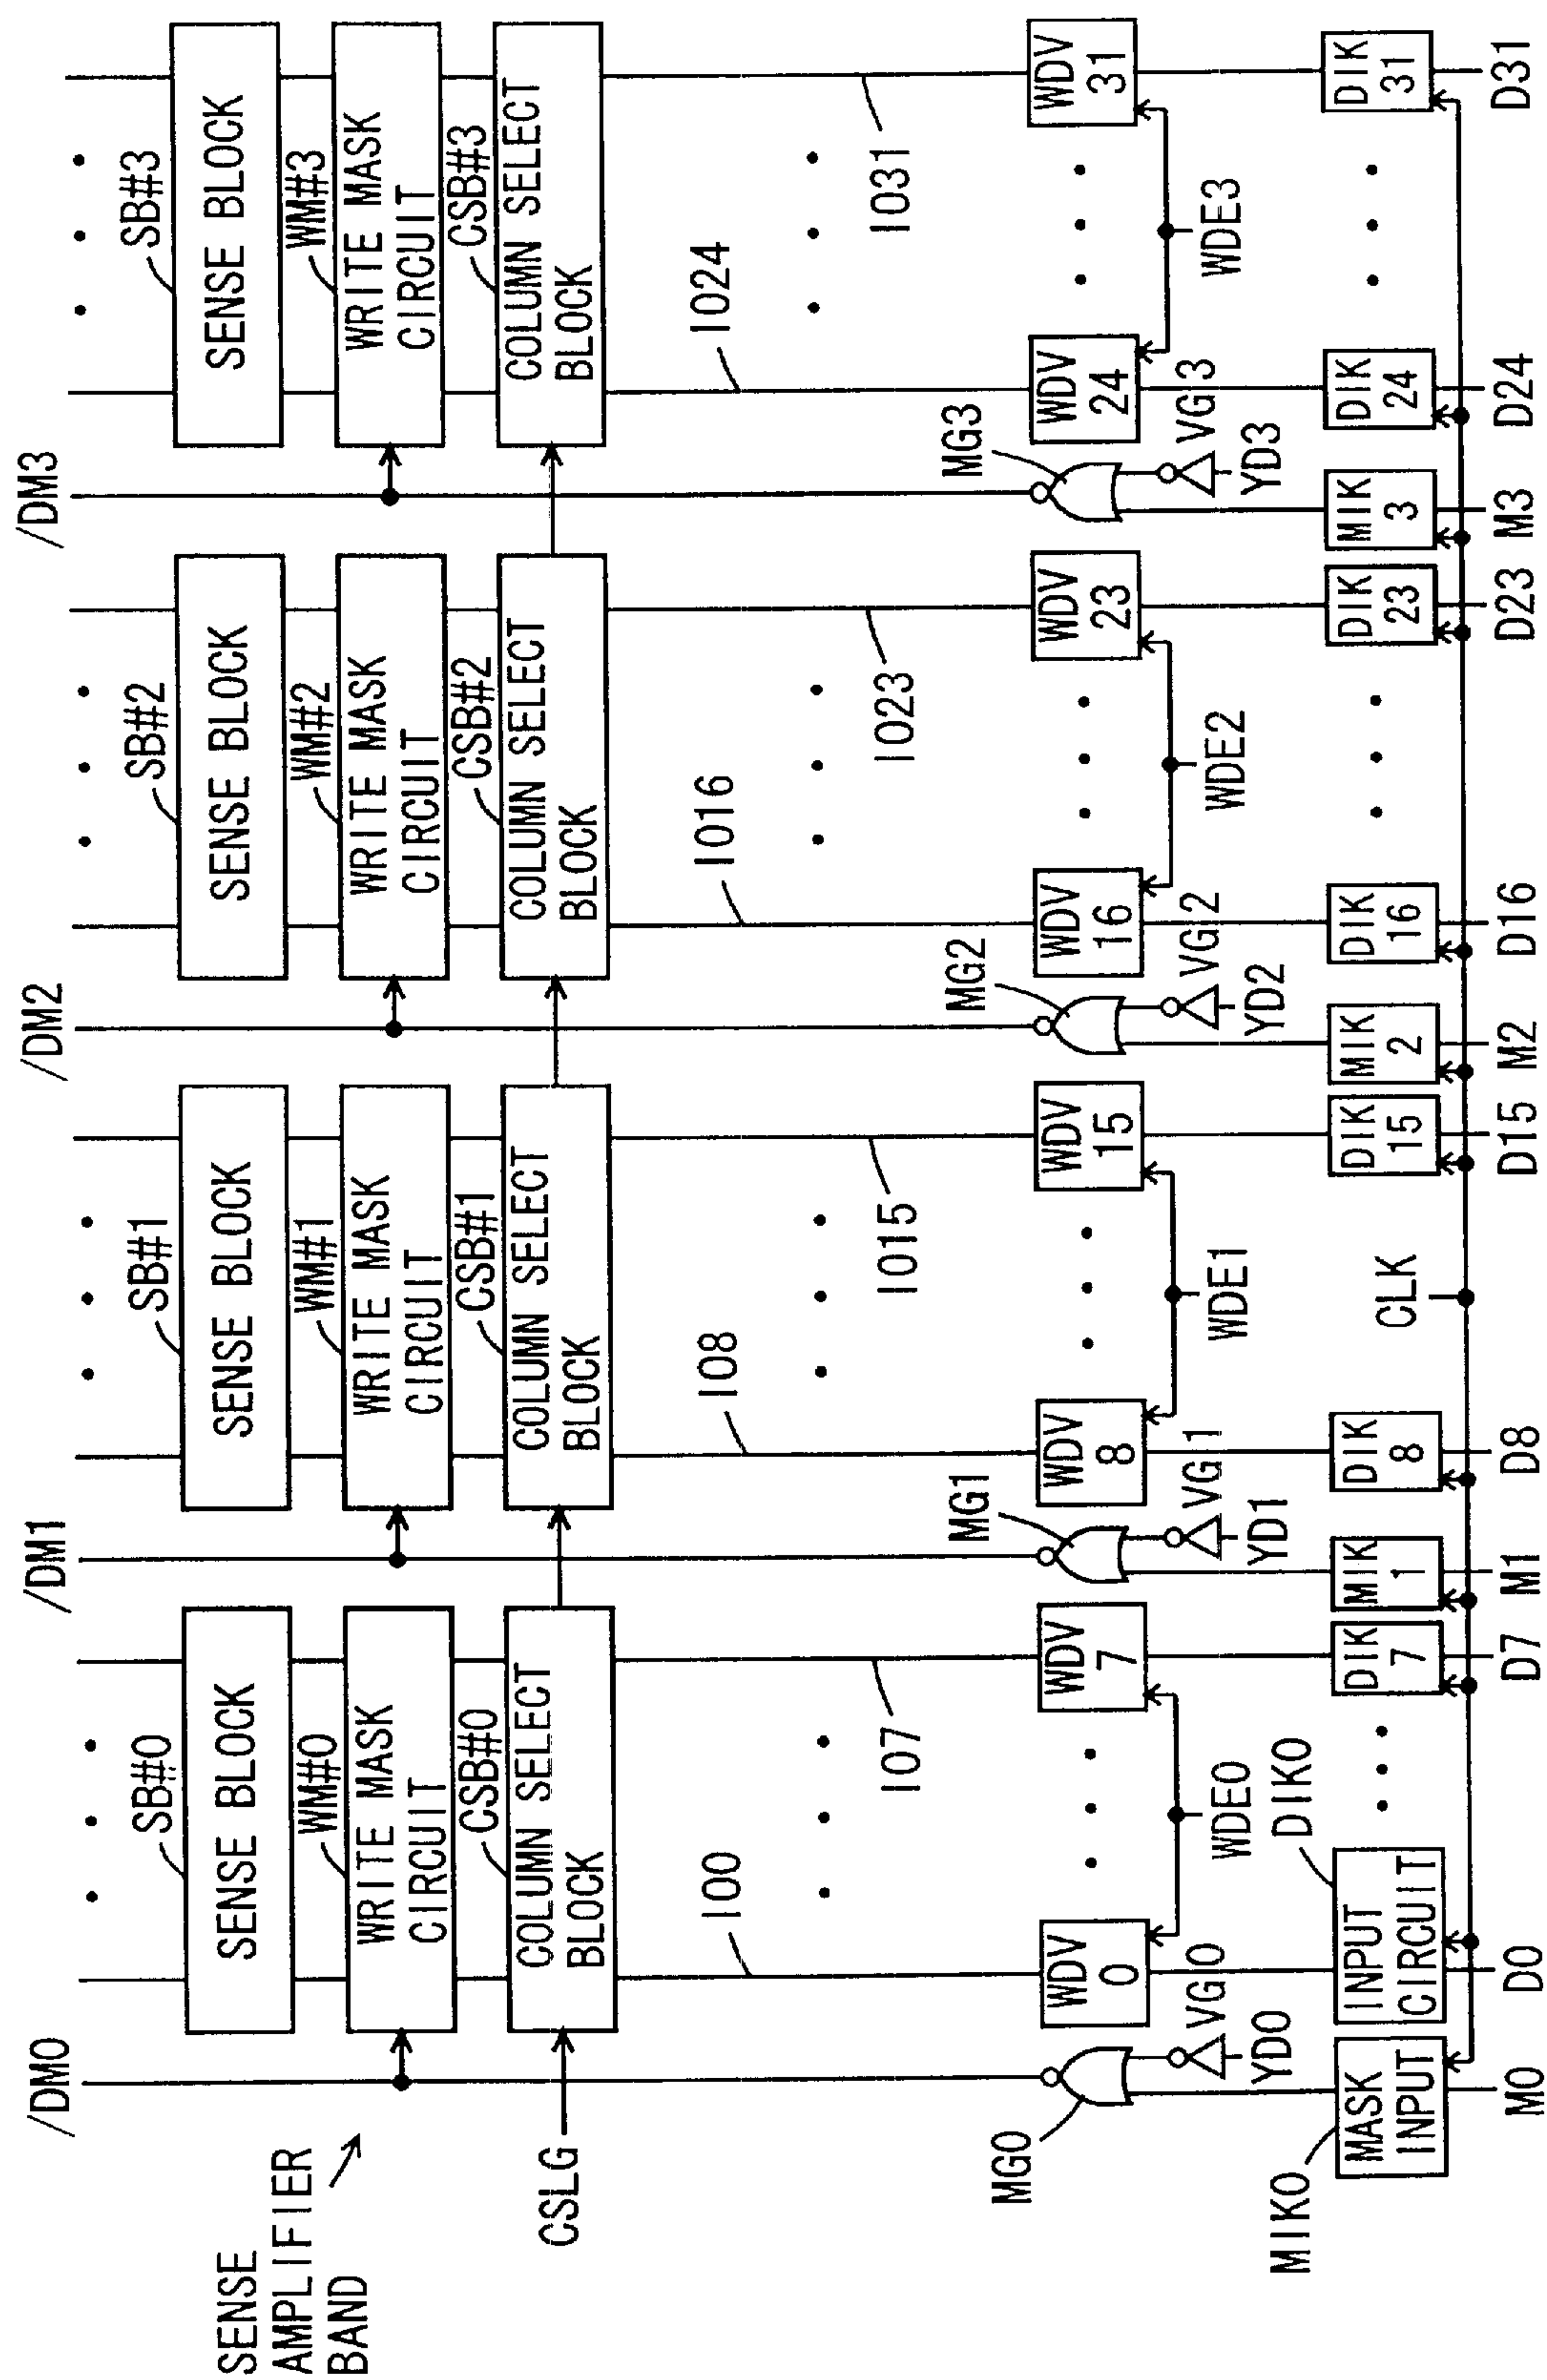 /DM0
/DM1
/DM2
/DM3
SB#0
SB#1
SB#2
SB#3
SENSE BLOCK
SENSE BLOCK
SENSE BLOCK
SENSE BLOCK
SENSE
AMPLIFIER
BAND
WM#0
WM#1
WM#2
WM#3
WRITE MASK
CIRCUIT
WRITE MASK
CIRCUIT
WRITE MASK
CIRCUIT
WRITE MASK
CIRCUIT
CSB#0
CSB#1
CSB#2
CSB#3
CSLG
COLUMN SELECT
BLOCK
COLUMN SELECT
BLOCK
COLUMN SELECT
BLOCK
COLUMN SELECT
BLOCK
IO0
IO8
IO16
IO24
IO7
IO15
IO23
IO31
MG0
MG1
MG2
MG3
WDV
0
WDV
7
WDV
8
WDV
15
WDV
16
WDV
23
WDV
24
WDV
31
VG0
VG1
VG2
VG3
WDE0
WDE1
WDE2
WDE3
YD0
YD1
YD2
YD3
MIK0
DIK0
CLK
MASK
INPUT
INPUT
CIRCUIT
DIK
7
MIK
1
DIK
8
DIK
15
MIK
2
DIK
16
DIK
23
MIK
3
DIK
24
DIK
31
M0
D0
D7
M1
D8
D15
M2
D16
D23
M3
D24
D31